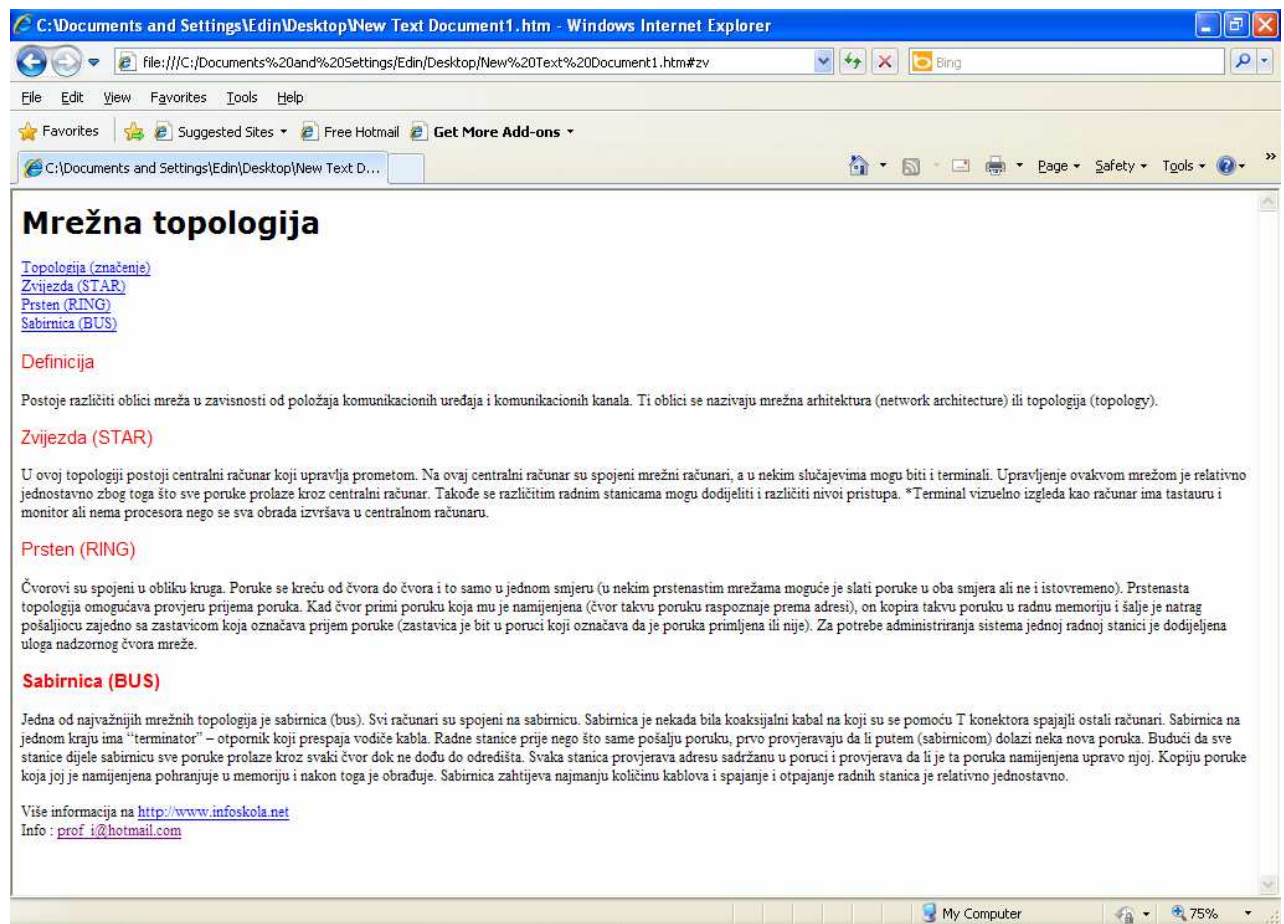 C:\Documents and Settings\Edin\Desktop\New Text Document1.htm - Windows Internet Explorer
file:///C:/Documents%20and%20Settings/Edin/Desktop/New%20Text%20Document1.htm#zv
Bing
File Edit View Favorites Tools Help
Favorites Suggested Sites Free Hotmail Get More Add-ons
C:\Documents and Settings\Edin\Desktop\New Text D... Page Safety Tools »
Mrežna topologija
Topologija (značenje)
Zvijezda (STAR)
Prsten (RING)
Sabirnica (BUS)
Definicija
Postoje različiti oblici mreža u zavisnosti od položaja komunikacionih uređaja i komunikacionih kanala. Ti oblici se nazivaju mrežna arhitektura (network architecture) ili topologija (topology).
Zvijezda (STAR)
U ovoj topologiji postoji centralni računar koji upravlja prometom. Na ovaj centralni računar su spojeni mrežni računari, a u nekim slučajevima mogu biti i terminali. Upravljenje ovakvom mrežom je relativno
jednostavno zbog toga što sve poruke prolaze kroz centralni računar. Takođe se različitim radnim stanicama mogu dodijeliti i različiti nivoi pristupa. *Terminal vizuelno izgleda kao računar ima tastauru i
monitor ali nema procesora nego se sva obrada izvršava u centralnom računaru.
Prsten (RING)
Čvorovi su spojeni u obliku kruga. Poruke se kreću od čvora do čvora i to samo u jednom smjeru (u nekim prstenastim mrežama moguće je slati poruke u oba smjera ali ne i istovremeno). Prstenasta
topologija omogućava provjeru prijema poruka. Kad čvor primi poruku koja mu je namijenjena (čvor takvu poruku raspoznaje prema adresi), on kopira takvu poruku u radnu memoriju i šalje je natrag
pošaljiocu zajedno sa zastavicom koja označava prijem poruke (zastavica je bit u poruci koji označava da je poruka primljena ili nije). Za potrebe administriranja sistema jednoj radnoj stanici je dodijeljena
uloga nadzornog čvora mreže.
Sabirnica (BUS)
Jedna od najvažnijih mrežnih topologija je sabirnica (bus). Svi računari su spojeni na sabirnicu. Sabirnica je nekada bila koaksijalni kabal na koji su se pomoću T konektora spajajli ostali računari. Sabirnica na
jednom kraju ima “terminator” – otpornik koji prespaja vodiče kabla. Radne stanice prije nego što same pošalju poruku, prvo provjeravaju da li putem (sabirnicom) dolazi neka nova poruka. Budući da sve
stanice dijele sabirnicu sve poruke prolaze kroz svaki čvor dok ne dođu do odredišta. Svaka stanica provjerava adresu sadržanu u poruci i provjerava da li je ta poruka namijenjena upravo njoj. Kopiju poruke
koja joj je namijenjena pohranjuje u memoriju i nakon toga je obrađuje. Sabirnica zahtijeva najmanju količinu kablova i spajanje i otpajanje radnih stanica je relativno jednostavno.
Više informacija na http://www.infoskola.net
Info : prof_i@hotmail.com
My Computer 75%